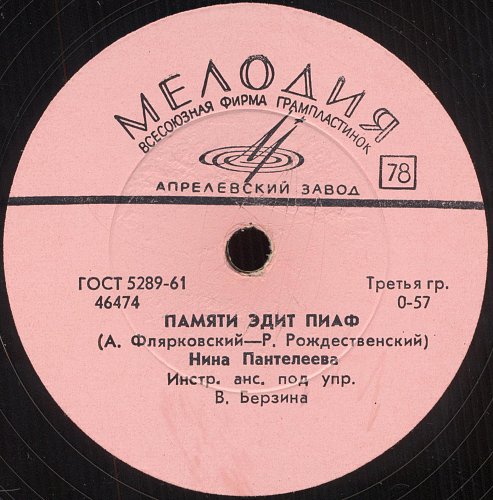 МЕЛОДИЯ
ВСЕСОЮЗНАЯ ФИРМА ГРАМПЛАСТИНОК
АПРЕЛЕВСКИЙ ЗАВОД
78
ГОСТ 5289-61
46474
Третья гр.
0-57
ПАМЯТИ ЭДИТ ПИАФ
(А. Флярковский—Р. Рождественский)
Нина Пантелеева
Инстр. анс. под упр.
В. Берзина